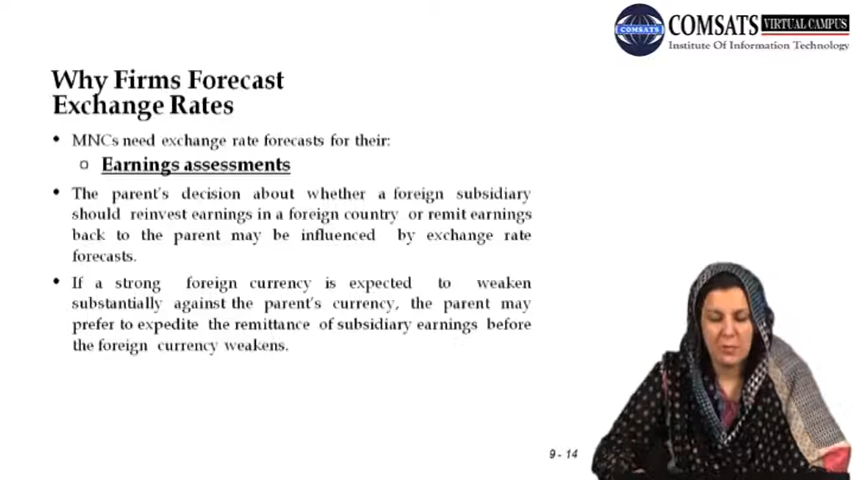 COMSATS VIRTUAL CAMPUS
Institute Of Information Technology
COMSATS
Why Firms Forecast
Exchange Rates
• MNCs need exchange rate forecasts for their:
o Earnings assessments
• The parent's decision about whether a foreign subsidiary
should reinvest earnings in a foreign country or remit earnings
back to the parent may be influenced by exchange rate
forecasts.
• If a strong foreign currency is expected to weaken
substantially against the parent's currency, the parent may
prefer to expedite the remittance of subsidiary earnings before
the foreign currency weakens.
9 - 14